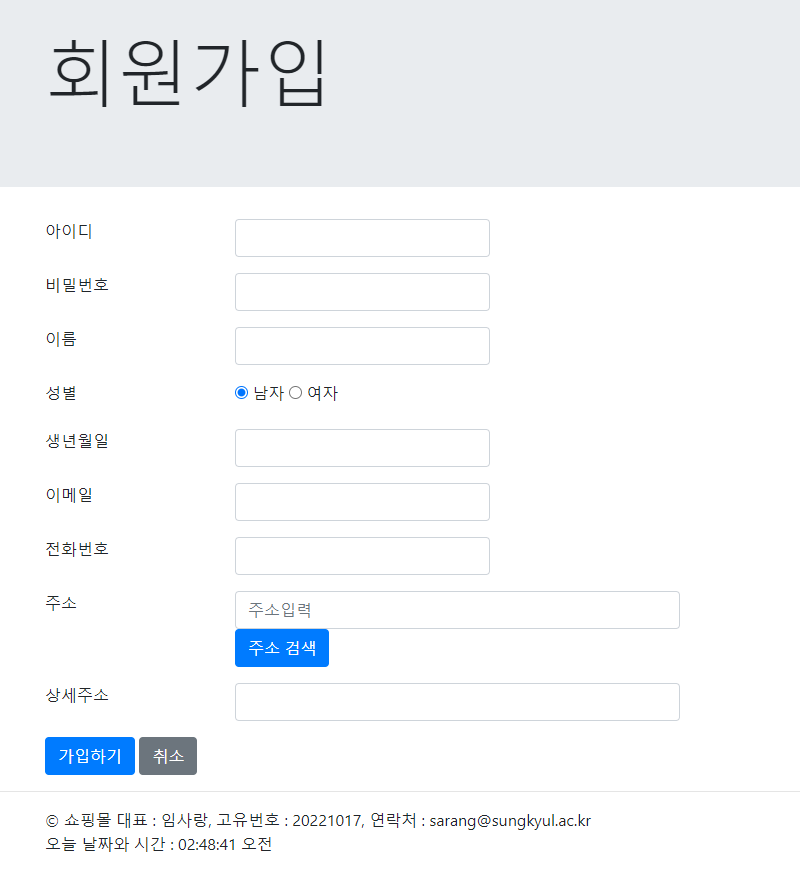 회원가입
아이디
비밀번호
이름
성별 남자 여자
생년월일
이메일
전화번호
주소 주소입력
주소 검색
상세주소
가입하기 취소
© 쇼핑몰 대표 : 임사랑, 고유번호 : 20221017, 연락처 : sarang@sungkyul.ac.kr
오늘 날짜와 시간 : 02:48:41 오전